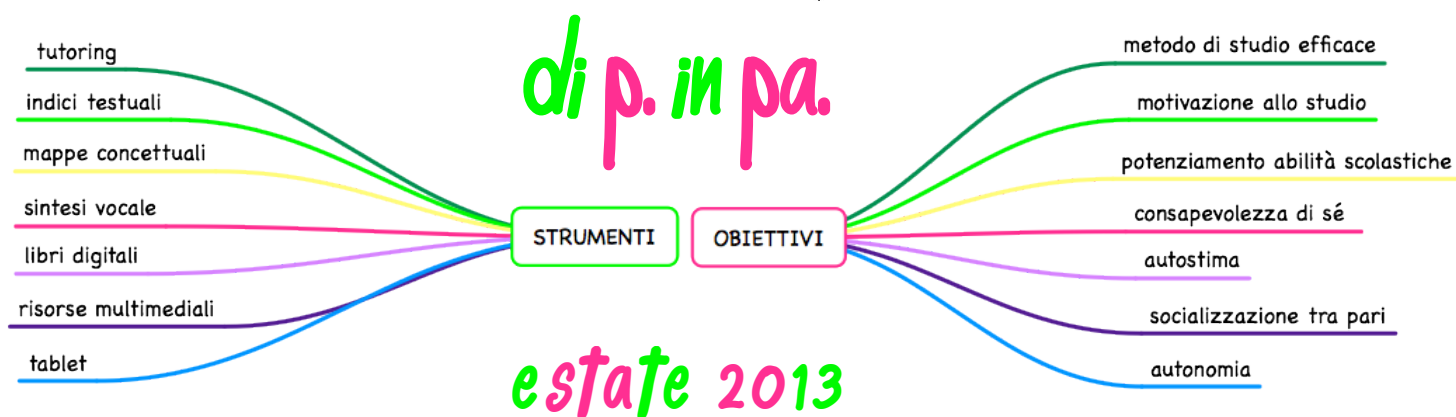 di p. in pa.
tutoring
indici testuali
mappe concettuali
sintesi vocale
libri digitali
risorse multimediali
tablet
STRUMENTI
OBIETTIVI
metodo di studio efficace
motivazione allo studio
potenziamento abilità scolastiche
consapevolezza di sé
autostima
socializzazione tra pari
autonomia
estate 2013